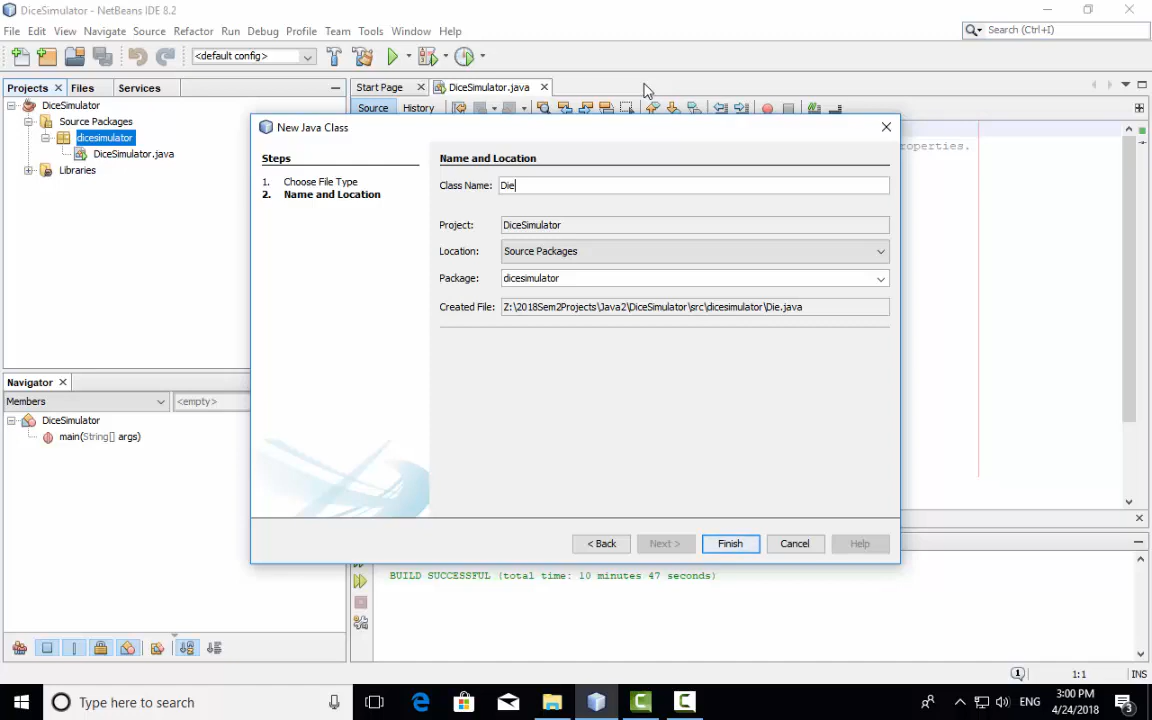 DiceSimulator - NetBeans IDE 8.2
File Edit View Navigate Source Refactor Run Debug Profile Team Tools Window Help
Search (Ctrl+I)
<default config>
Projects Files Services
Start Page DiceSimulator.java
Source History
DiceSimulator
Source Packages
dicesimulator
DiceSimulator.java
Libraries
roperties.
New Java Class
Steps
1. Choose File Type
2. Name and Location
Name and Location
Class Name: Die
Project: DiceSimulator
Location: Source Packages
Package: dicesimulator
Created File: Z:\2018Sem2Projects\Java2\DiceSimulator\src\dicesimulator\Die.java
< Back Next > Finish Cancel Help
Navigator
Members <empty>
DiceSimulator
main(String[] args)
BUILD SUCCESSFUL (total time: 10 minutes 47 seconds)
1:1 INS
Type here to search
ENG
3:00 PM
4/24/2018
3